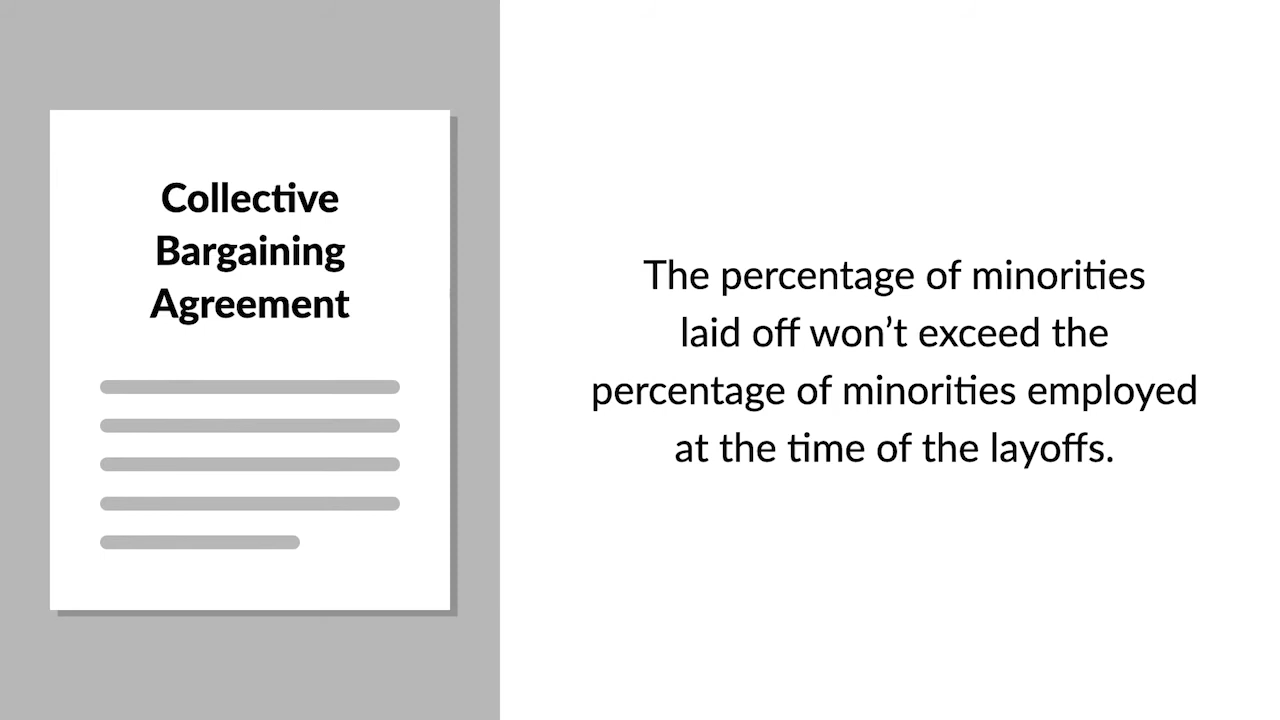 Collective
Bargaining
Agreement
The percentage of minorities
laid off won’t exceed the
percentage of minorities employed
at the time of the layoffs.